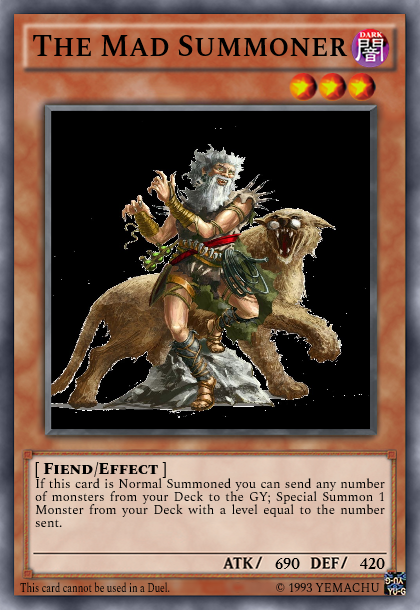 The Mad Summoner
DARK
闇
[ Fiend/Effect ]
If this card is Normal Summoned you can send any number
of monsters from your Deck to the GY; Special Summon 1
Monster from your Deck with a level equal to the number
sent.
ATK/ 690 DEF/ 420
This card cannot be used in a Duel.
© 1993 YEMACHU